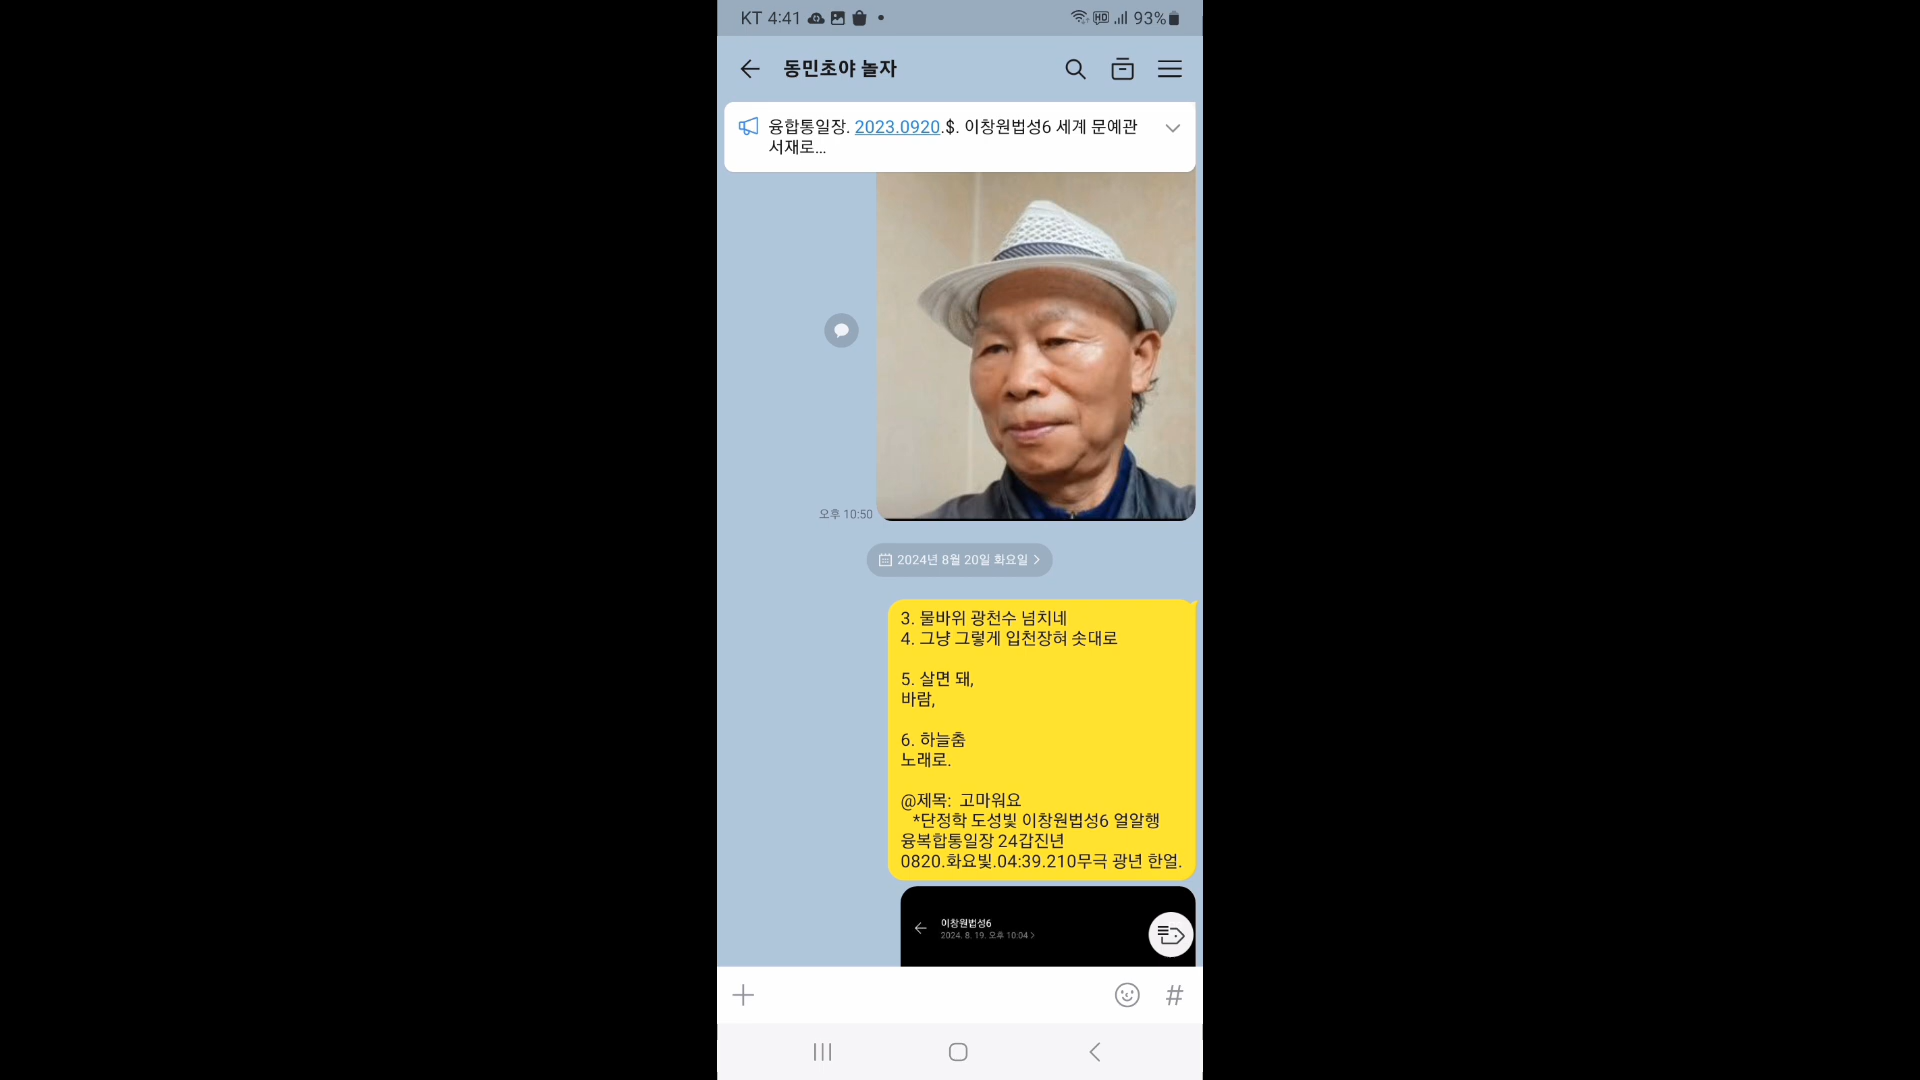 KT 4:41
93%
동민초야 놀자
융합통일장. 2023.0920.$. 이창원법성6 세계 문예관
서재로...
오후 10:50
2024년 8월 20일 화요일
3. 물바위 광천수 넘치네
4. 그냥 그렇게 입천장혀 솟대로
5. 살면 돼,
바람,
6. 하늘춤
노래로.
@제목: 고마워요
*단정학 도성빛 이창원법성6 얼알행
융복합통일장 24갑진년
0820.화요빛.04:39.210무극 광년 한얼.
이창원법성6
2024. 8. 19. 오후 10:04